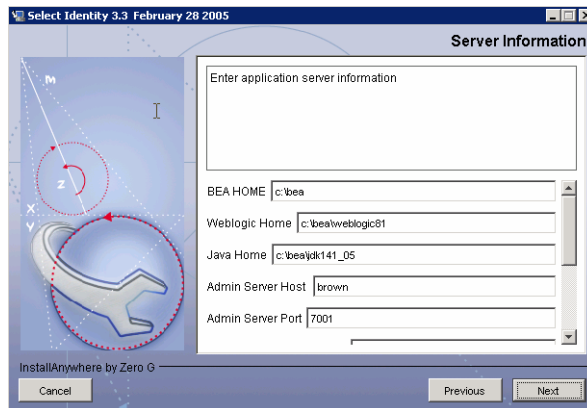 Select Identity 3.3 February 28 2005
Server Information
Enter application server information
M
Z
X
Y
BEA HOME c:\bea
Weblogic Home c:\bea\weblogic81
Java Home c:\bea\jdk141_05
Admin Server Host brown
Admin Server Port 7001
InstallAnywhere by Zero G
Cancel Previous Next